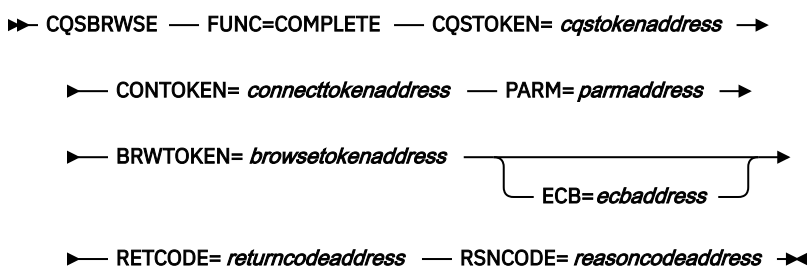 CQSBRWSE FUNC=COMPLETE CQSTOKEN= cqstokenaddress
CONTOKEN= connecttokenaddress PARM= parmaddress
BRWTOKEN= browsetokenaddress
ECB= ecbaddress
RETCODE= returncodeaddress RSNCODE= reasoncodeaddress